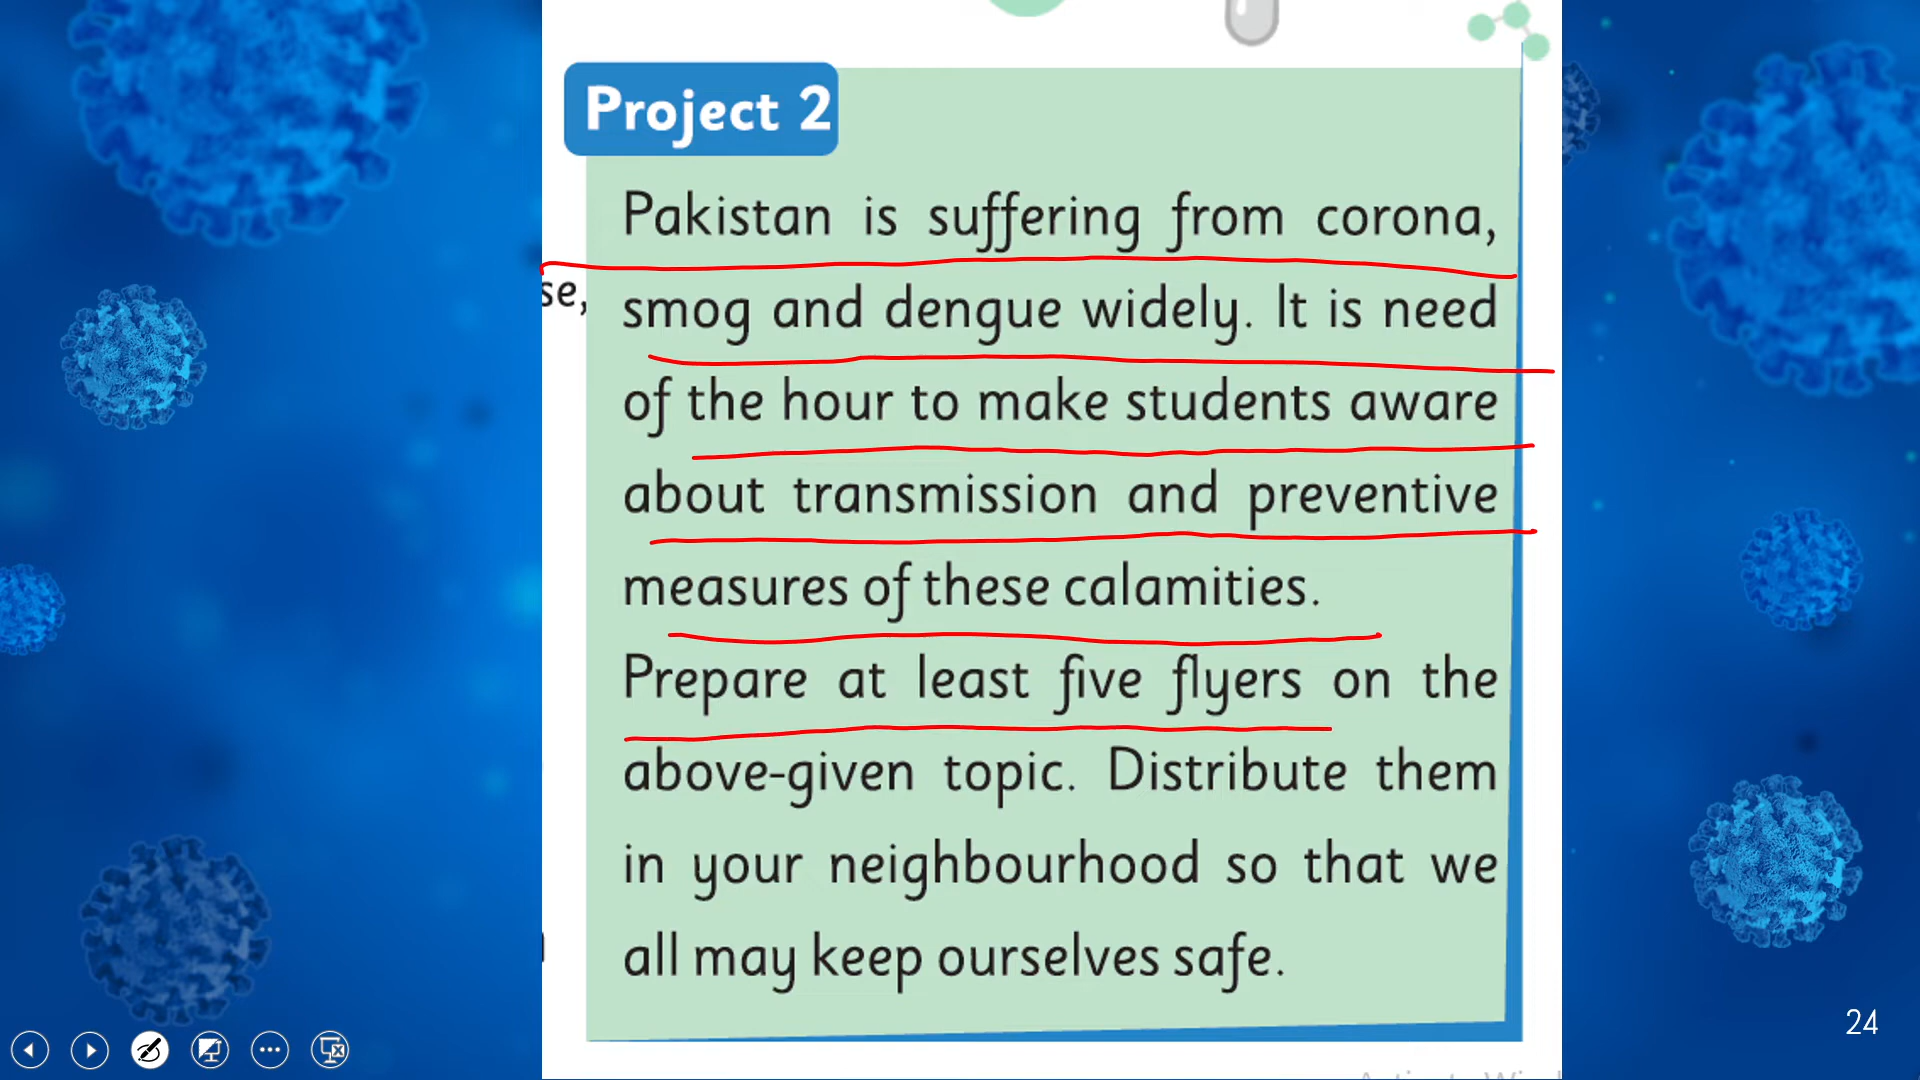 Project 2
Pakistan is suffering from corona,
se,
smog and dengue widely. It is need
of the hour to make students aware
about transmission and preventive
measures of these calamities.
Prepare at least five flyers on the
above-given topic. Distribute them
in your neighbourhood so that we
all may keep ourselves safe.
24